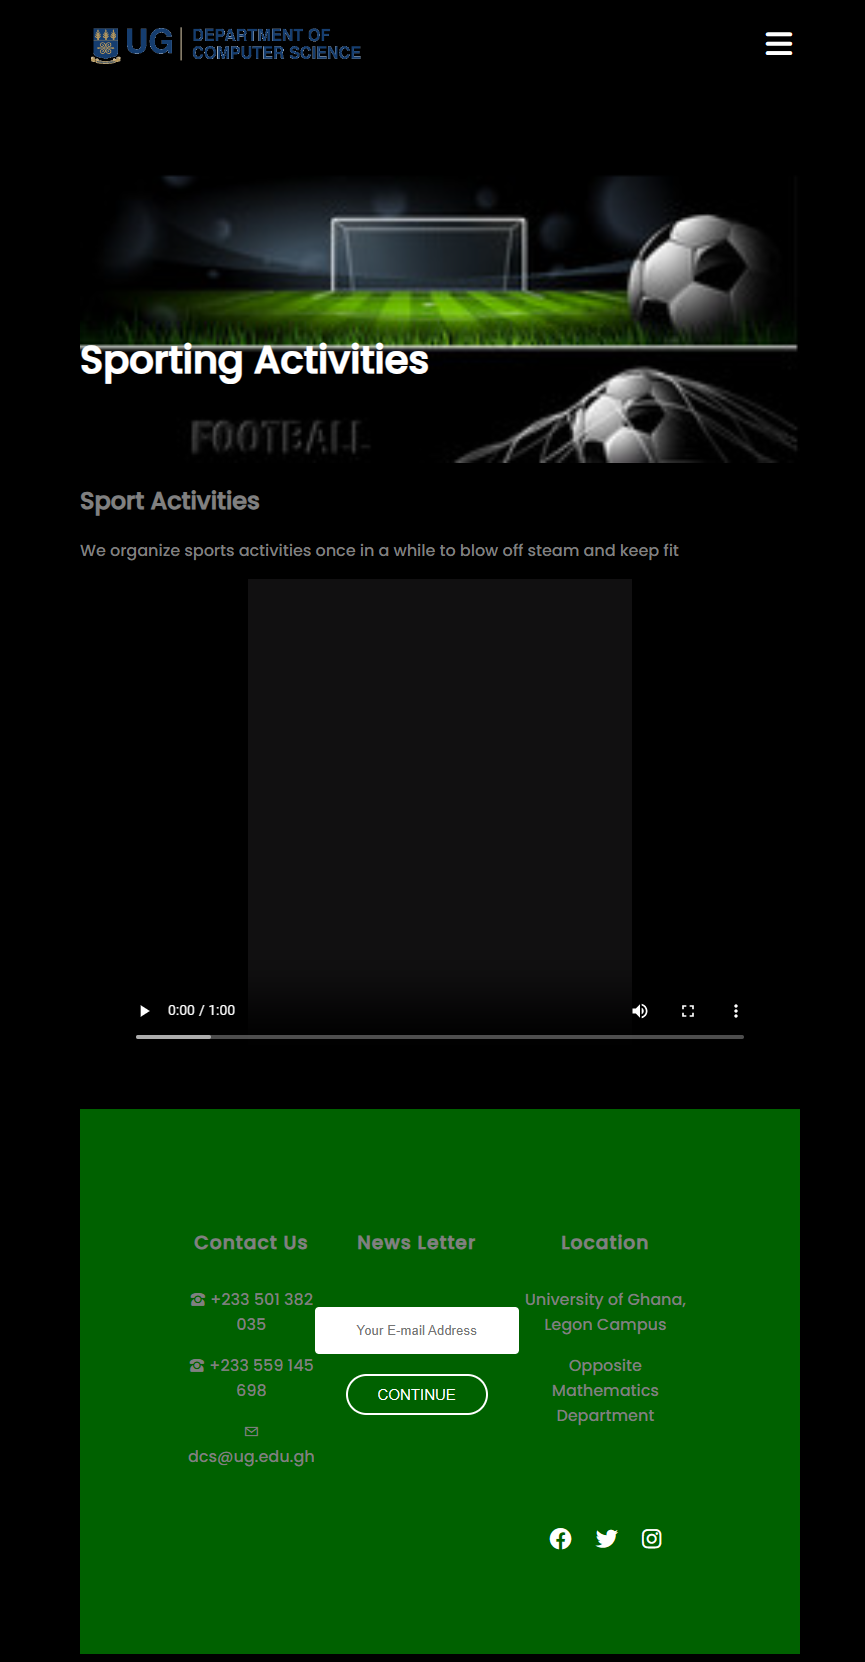 UG DEPARTMENT OF
COMPUTER SCIENCE
Sporting Activities
FOOTBALL
Sport Activities
We organize sports activities once in a while to blow off steam and keep fit
0:00 / 1:00
Contact Us
+233 501 382
035
+233 559 145
698
dcs@ug.edu.gh
News Letter
Your E-mail Address
CONTINUE
Location
University of Ghana,
Legon Campus
Opposite
Mathematics
Department